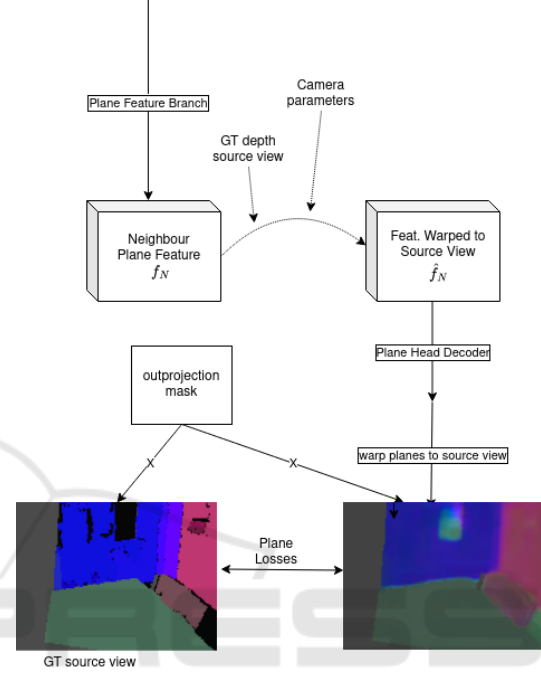 Camera
parameters
Plane Feature Branch
GT depth
source view
Neighbour
Plane Feature
f_N
Feat. Warped to
Source View
f̂_N
Plane Head Decoder
outprojection
mask
warp planes to source view
X
X
Plane
Losses
GT source view